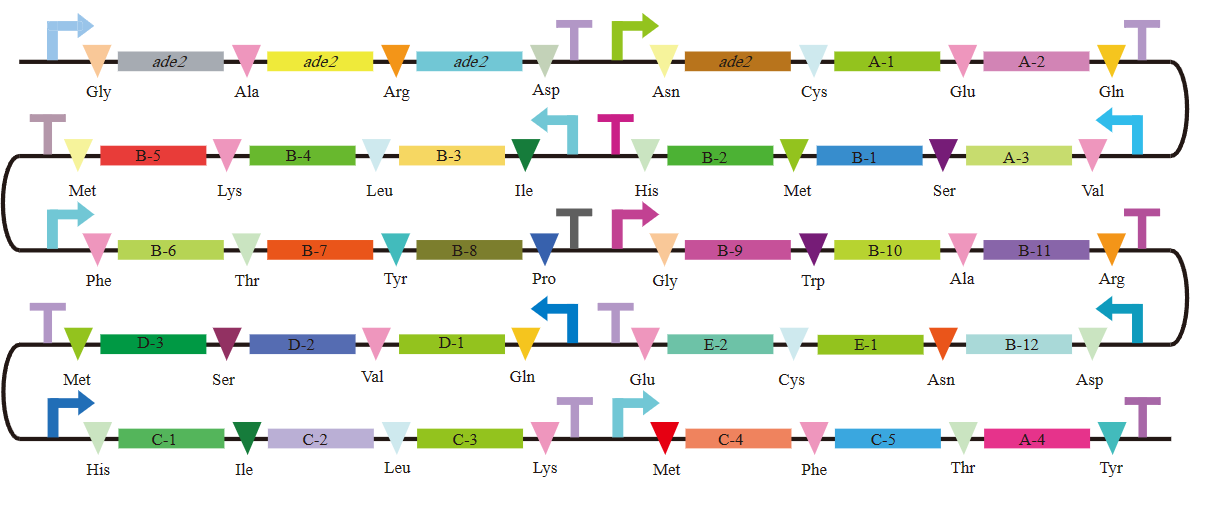 ade2 ade2 ade2 ade2 A-1 A-2
Gly Ala Arg Asp Asn Cys Glu Gln
B-5 B-4 B-3 B-2 B-1 A-3
Met Lys Leu Ile His Met Ser Val
B-6 B-7 B-8 B-9 B-10 B-11
Phe Thr Tyr Pro Gly Trp Ala Arg
D-3 D-2 D-1 E-2 E-1 B-12
Met Ser Val Gln Glu Cys Asn Asp
C-1 C-2 C-3 C-4 C-5 A-4
His Ile Leu Lys Met Phe Thr Tyr